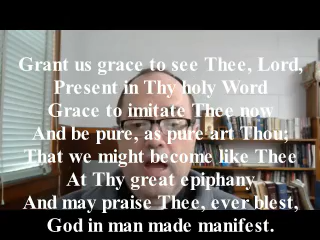 Grant us grace to see Thee, Lord,
Present in Thy holy Word
Grace to imitate Thee now
And be pure, as pure art Thou;
That we might become like Thee
At Thy great epiphany
And may praise Thee, ever blest,
God in man made manifest.